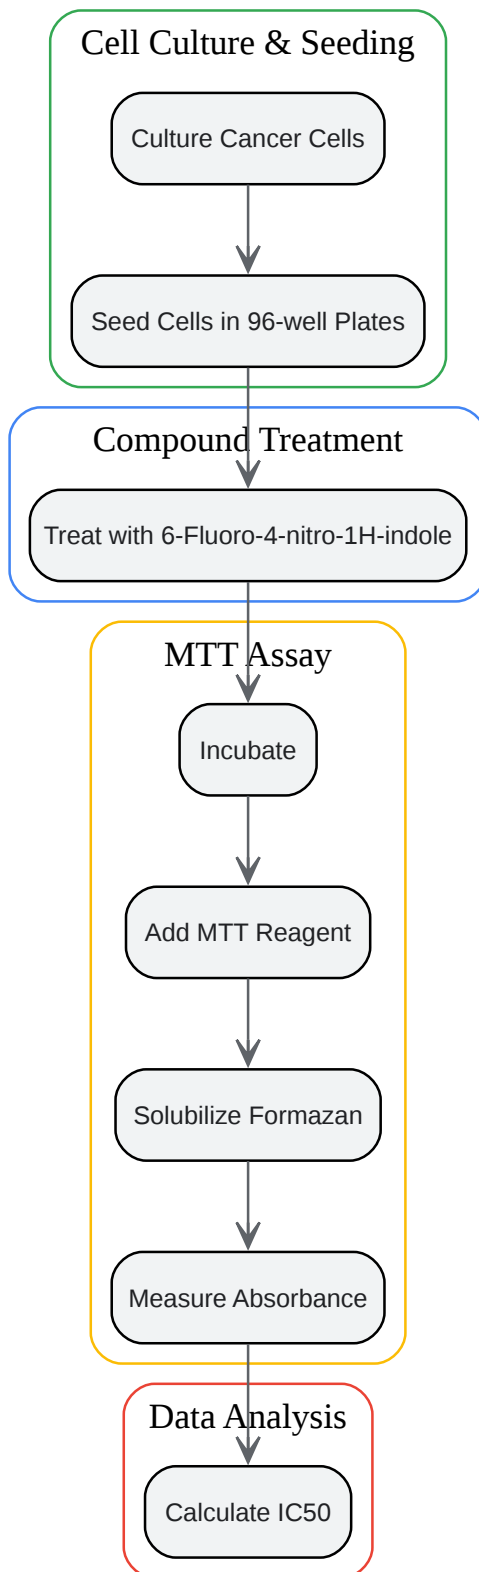 Cell Culture & Seeding
Culture Cancer Cells
Seed Cells in 96-well Plates
Compound Treatment
Treat with 6-Fluoro-4-nitro-1H-indole
MTT Assay
Incubate
Add MTT Reagent
Solubilize Formazan
Measure Absorbance
Data Analysis
Calculate IC50